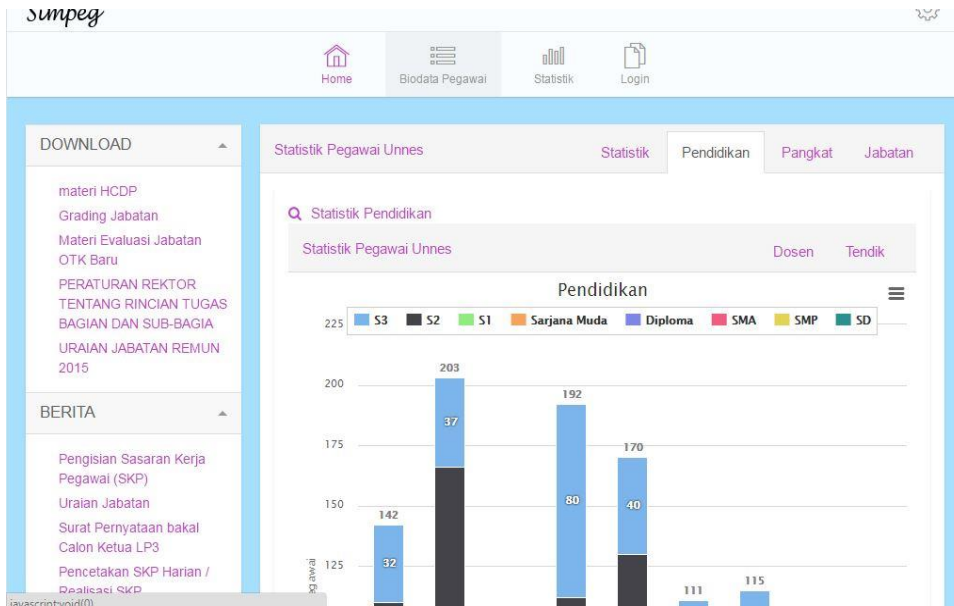 Simpeg
Home
Biodata Pegawai
Statistik
Login
DOWNLOAD
materi HCDP
Grading Jabatan
Materi Evaluasi Jabatan
OTK Baru
PERATURAN REKTOR
TENTANG RINCIAN TUGAS
BAGIAN DAN SUB-BAGIA
URAIAN JABATAN REMUN
2015
BERITA
Pengisian Sasaran Kerja
Pegawai (SKP)
Uraian Jabatan
Surat Pernyataan bakal
Calon Ketua LP3
Pencetakan SKP Harian /
Realisasi SKP
javascript:void(0)
Statistik Pegawai Unnes
Statistik
Pendidikan
Pangkat
Jabatan
Statistik Pendidikan
Statistik Pegawai Unnes
Dosen
Tendik
Pendidikan
S3 S2 S1 Sarjana Muda Diploma SMA SMP SD
225
200
175
150
125
142
32
203
37
192
80
170
40
111
115